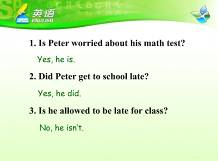 英语
ENGLISH
1. Is Peter worried about his math test?
Yes, he is.
2. Did Peter get to school late?
Yes, he did.
3. Is he allowed to be late for class?
No, he isn't.